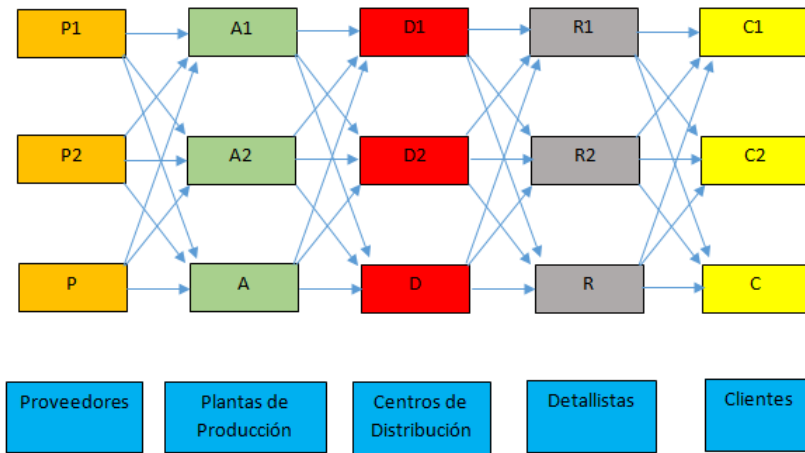 P1
A1
D1
R1
C1
P2
A2
D2
R2
C2
P
A
D
R
C
Proveedores
Plantas de
Producción
Centros de
Distribución
Detallistas
Clientes